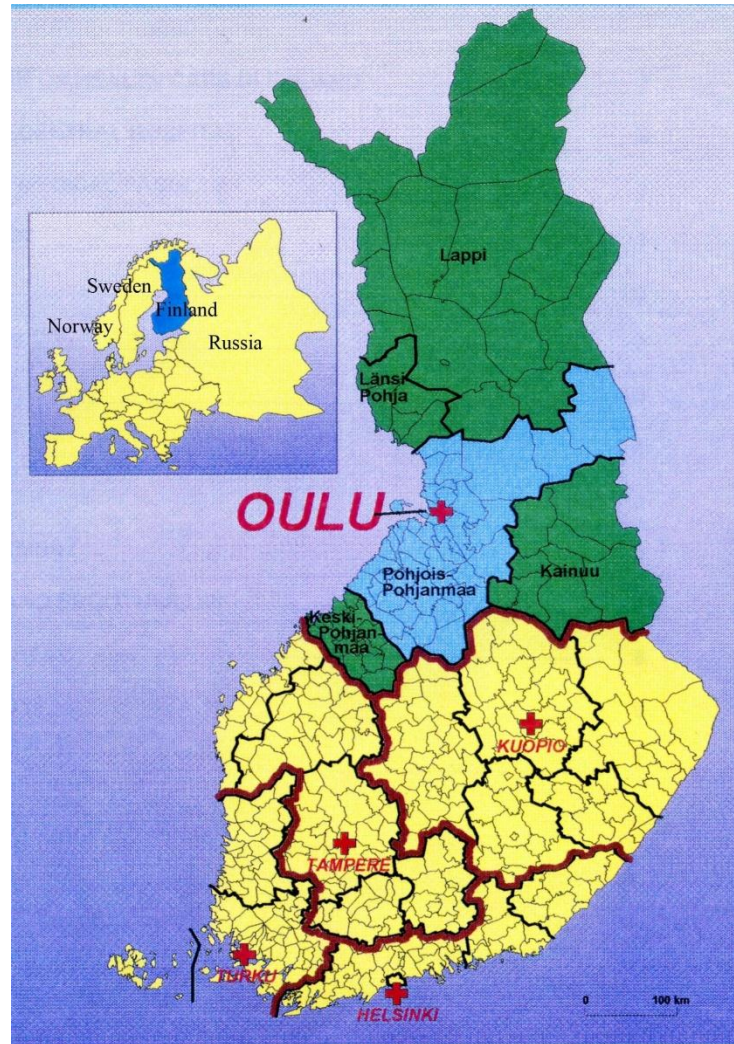 Lappi
Sweden
Finland
Norway
Russia
Länsi
Pohja
OULU
Pohjois-
Pohjanmaa
Kainuu
Keski-
Pohjan-
maa
KUOPIO
TAMPERE
TURKU
HELSINKI
0 100 km